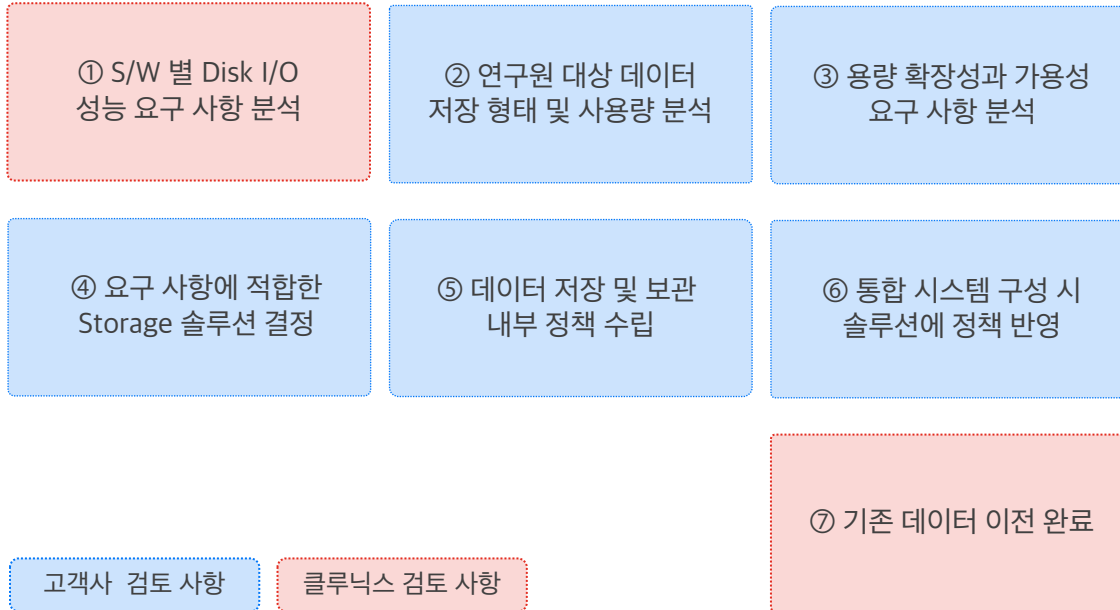 ① S/W 별 Disk I/O
성능 요구 사항 분석
② 연구원 대상 데이터
저장 형태 및 사용량 분석
③ 용량 확장성과 가용성
요구 사항 분석
④ 요구 사항에 적합한
Storage 솔루션 결정
⑤ 데이터 저장 및 보관
내부 정책 수립
⑥ 통합 시스템 구성 시
솔루션에 정책 반영
⑦ 기존 데이터 이전 완료
고객사 검토 사항
클루닉스 검토 사항